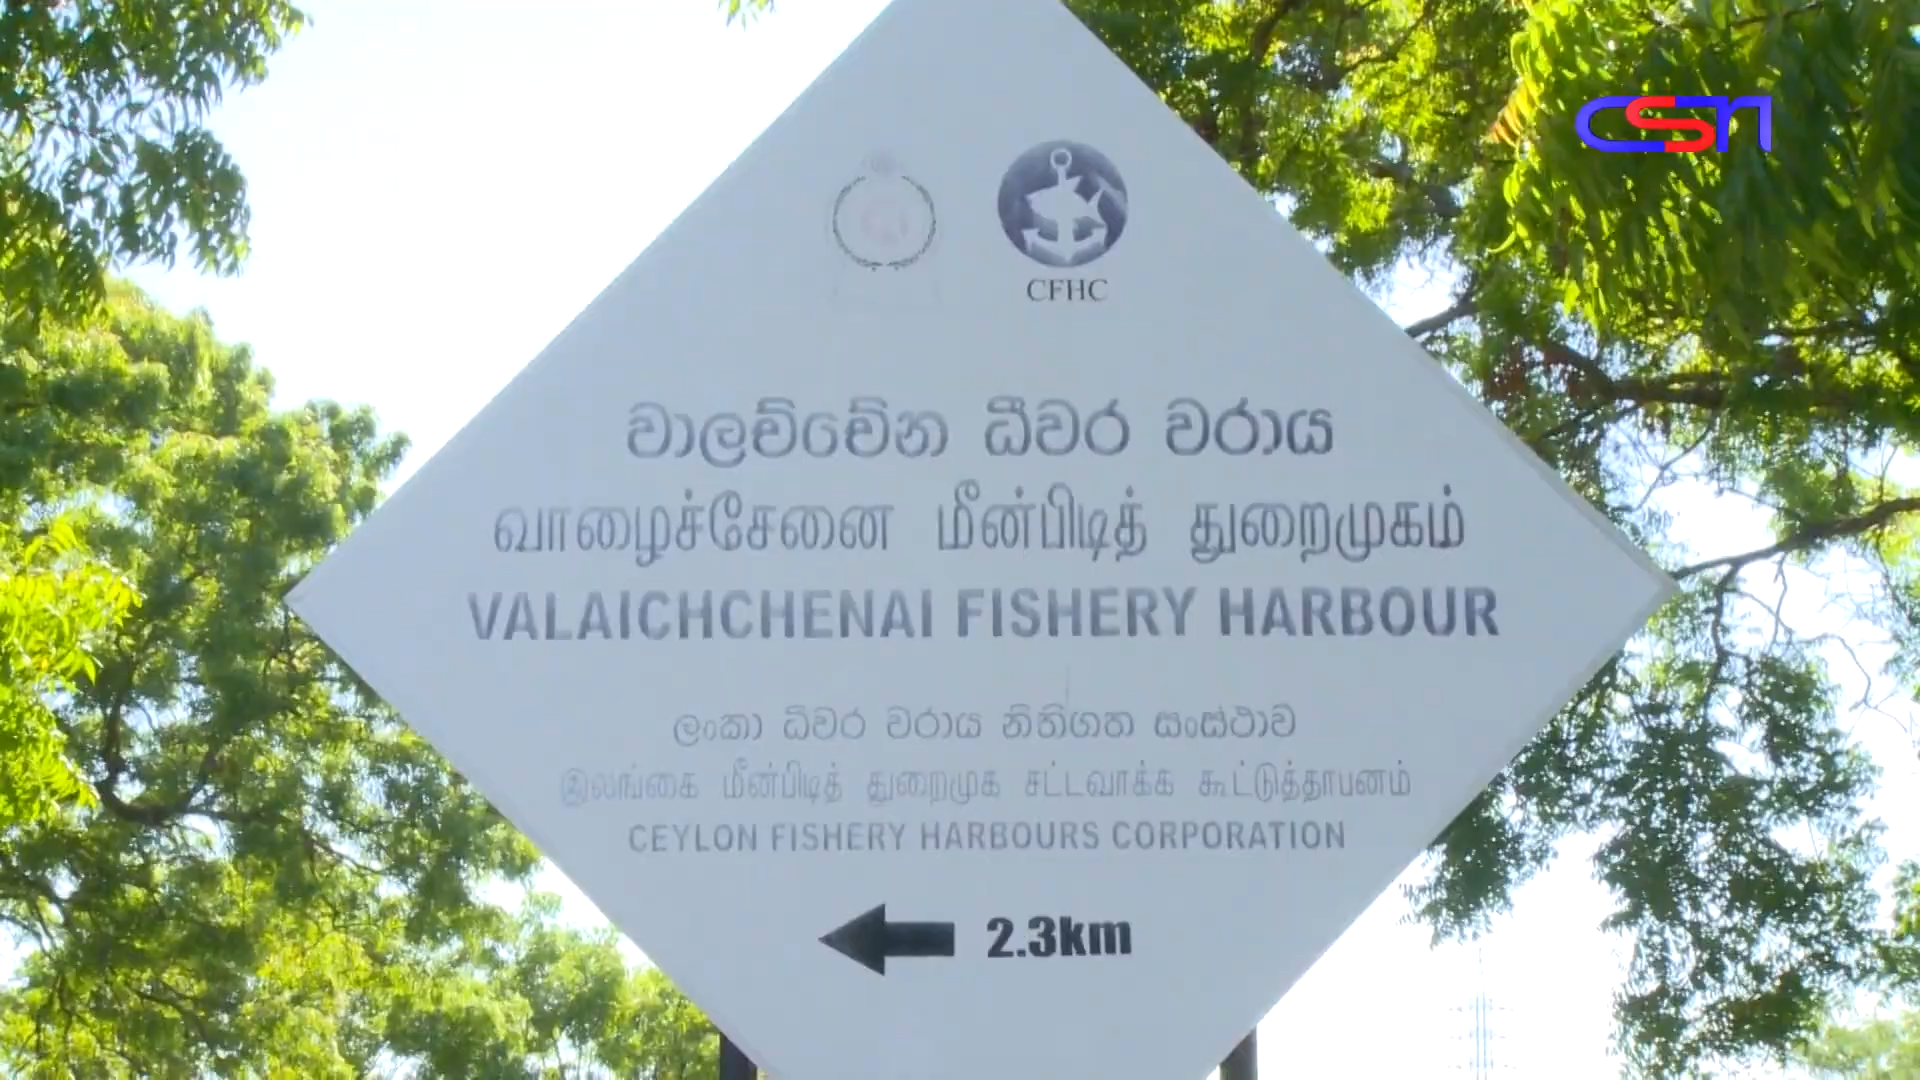 CSN
CFHC
වාලච්චේන ධීවර වරාය
வாழைச்சேனை மீன்பிடித் துறைமுகம்
VALAICHCHENAI FISHERY HARBOUR
ලංකා ධීවර වරාය නීතිගත සංස්ථාව
இலங்கை மீன்பிடித் துறைமுக சட்டவாக்க கூட்டுத்தாபனம்
CEYLON FISHERY HARBOURS CORPORATION
2.3km